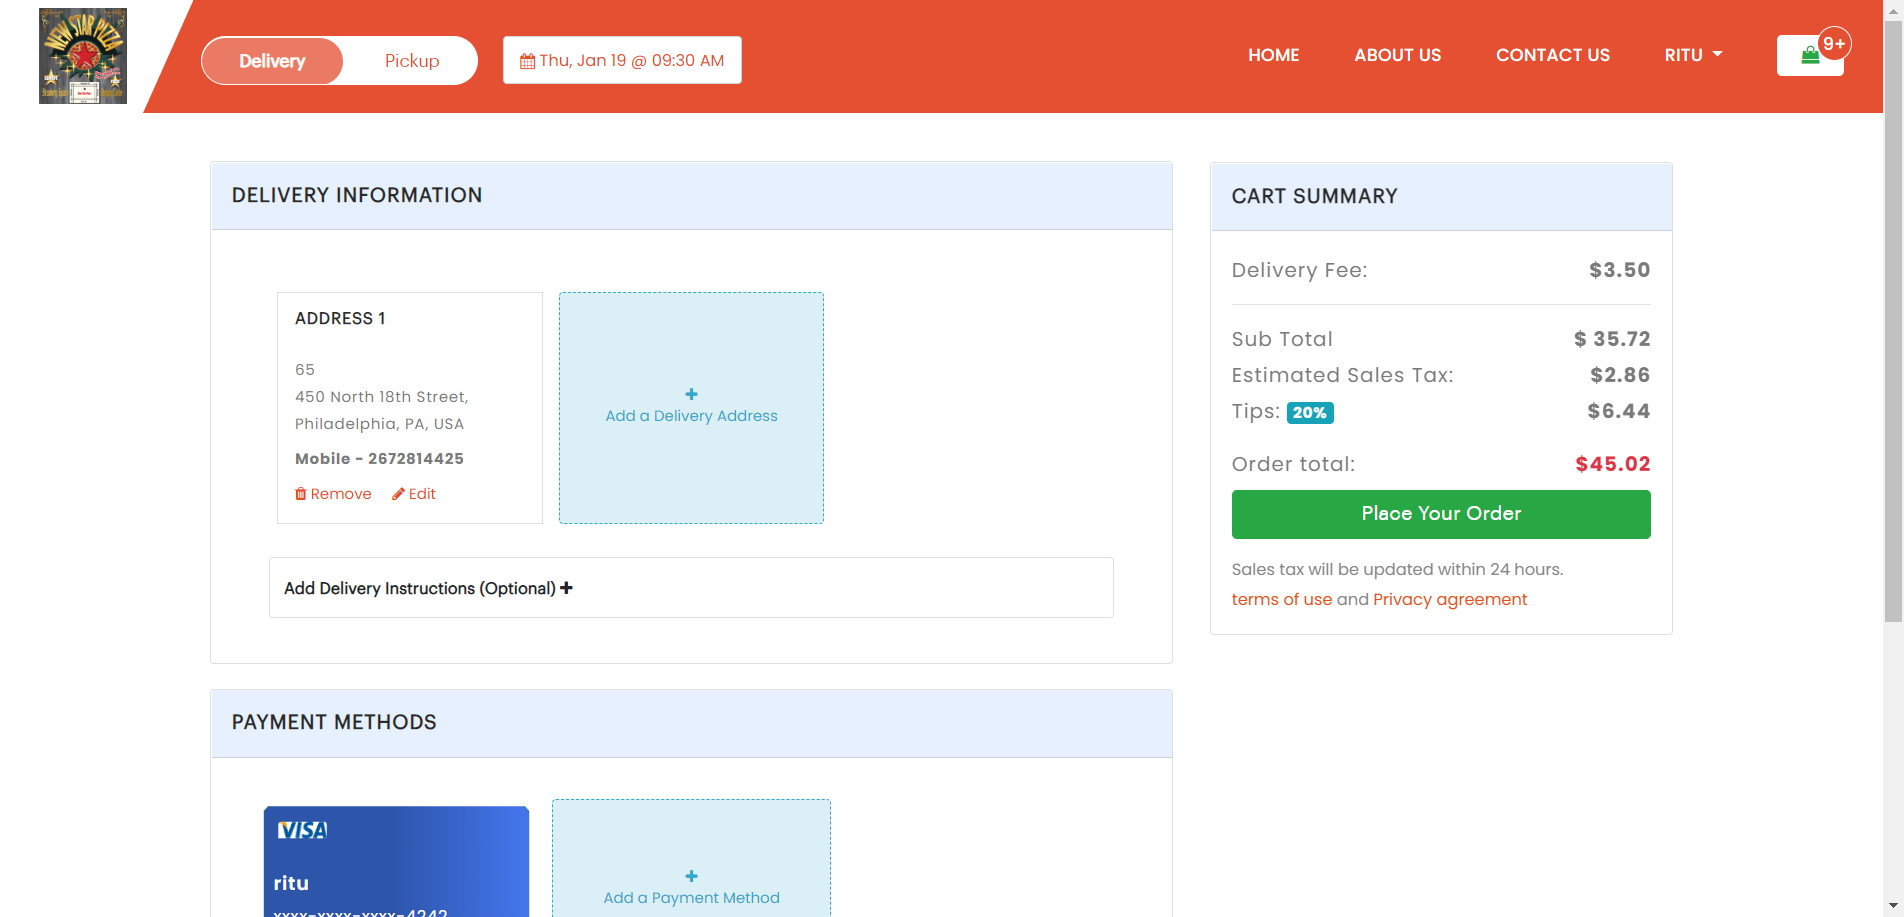 NEW STAR PIZZA
Delivery
Pickup
Thu, Jan 19 @ 09:30 AM
HOME
ABOUT US
CONTACT US
RITU
9+
DELIVERY INFORMATION
ADDRESS 1
65
450 North 18th Street,
Philadelphia, PA, USA
Mobile - 2672814425
Remove Edit
+
Add a Delivery Address
Add Delivery Instructions (Optional) +
CART SUMMARY
Delivery Fee: $3.50
Sub Total $ 35.72
Estimated Sales Tax: $2.86
Tips: 20% $6.44
Order total: $45.02
Place Your Order
Sales tax will be updated within 24 hours.
terms of use and Privacy agreement
PAYMENT METHODS
VISA
ritu
xxxx-xxxx-xxxx-4242
+
Add a Payment Method